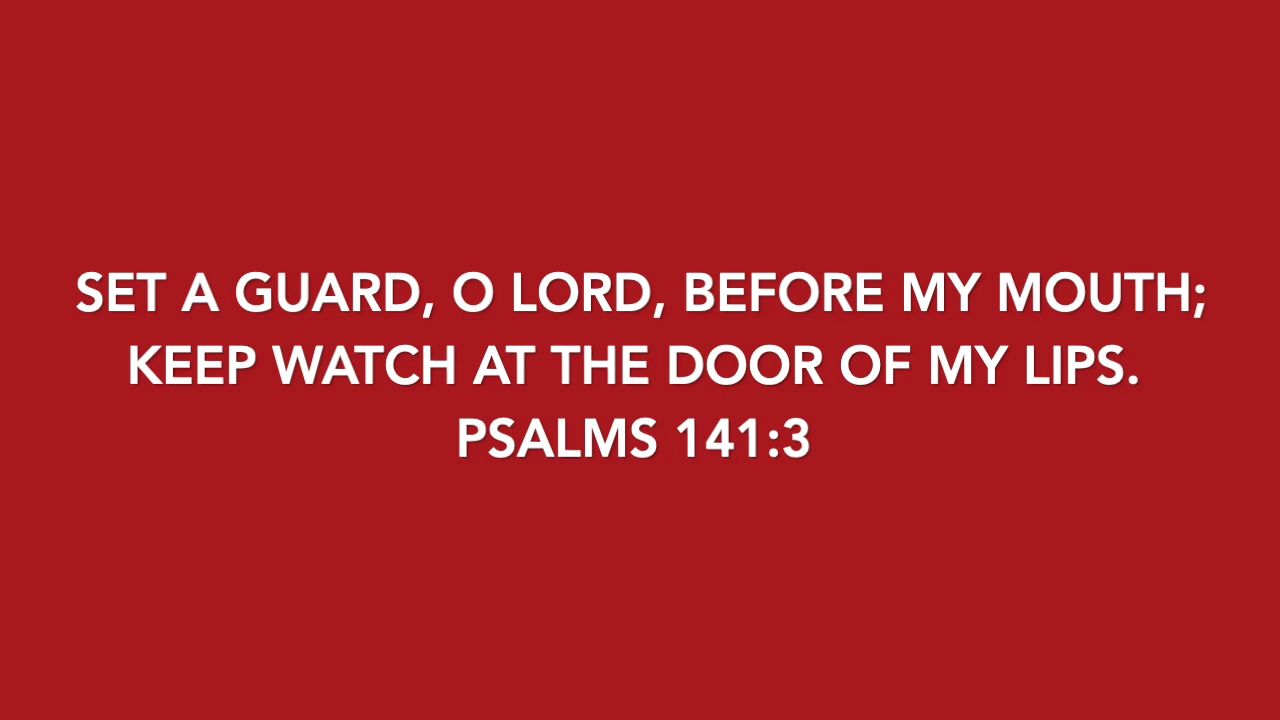 SET A GUARD, O LORD, BEFORE MY MOUTH;
KEEP WATCH AT THE DOOR OF MY LIPS.
PSALMS 141:3